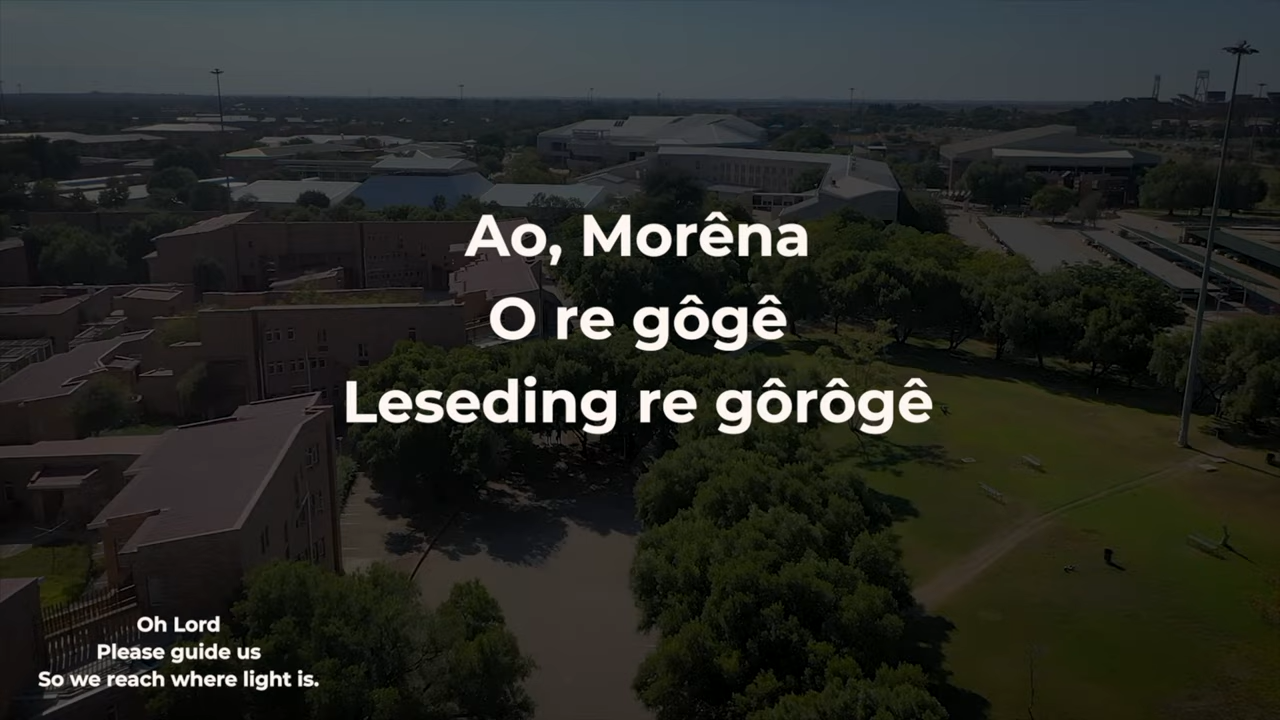 Ao, Morêna
O re gôgê
Leseding re gôrôgê
Oh Lord
Please guide us
So we reach where light is.